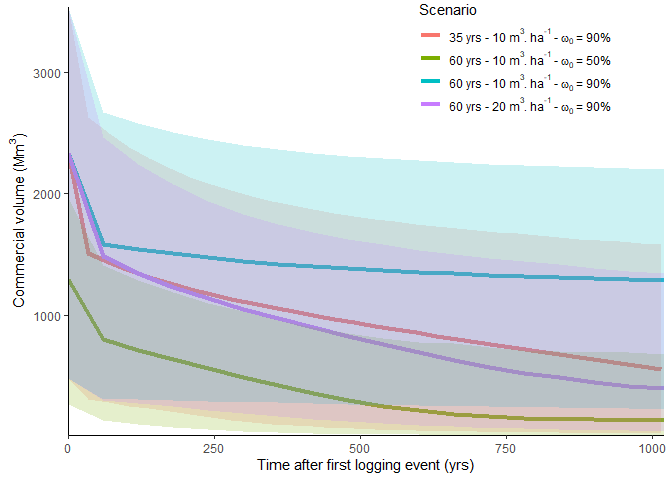 Scenario
35 yrs - 10 m³. ha⁻¹ - ω₀ = 90%
60 yrs - 10 m³. ha⁻¹ - ω₀ = 50%
60 yrs - 10 m³. ha⁻¹ - ω₀ = 90%
60 yrs - 20 m³. ha⁻¹ - ω₀ = 90%
Commercial volume (Mm³)
3000
2000
1000
0
250
500
750
1000
Time after first logging event (yrs)